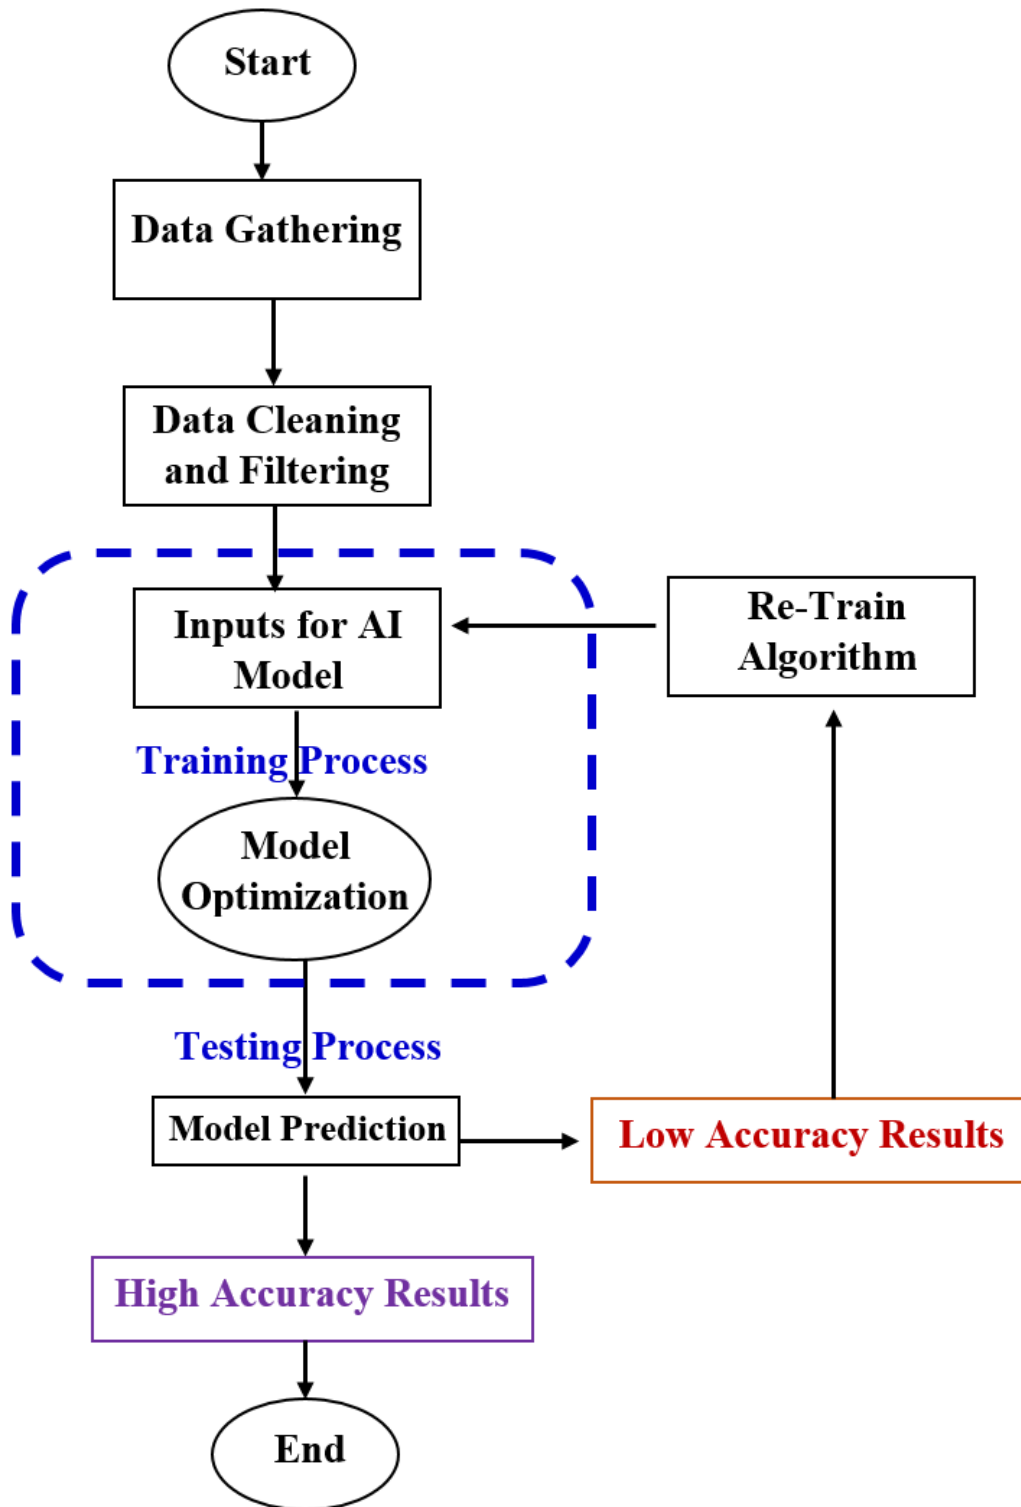 Start
Data Gathering
Data Cleaning
and Filtering
Inputs for AI
Model
Re-Train
Algorithm
Training Process
Model
Optimization
Testing Process
Model Prediction
Low Accuracy Results
High Accuracy Results
End